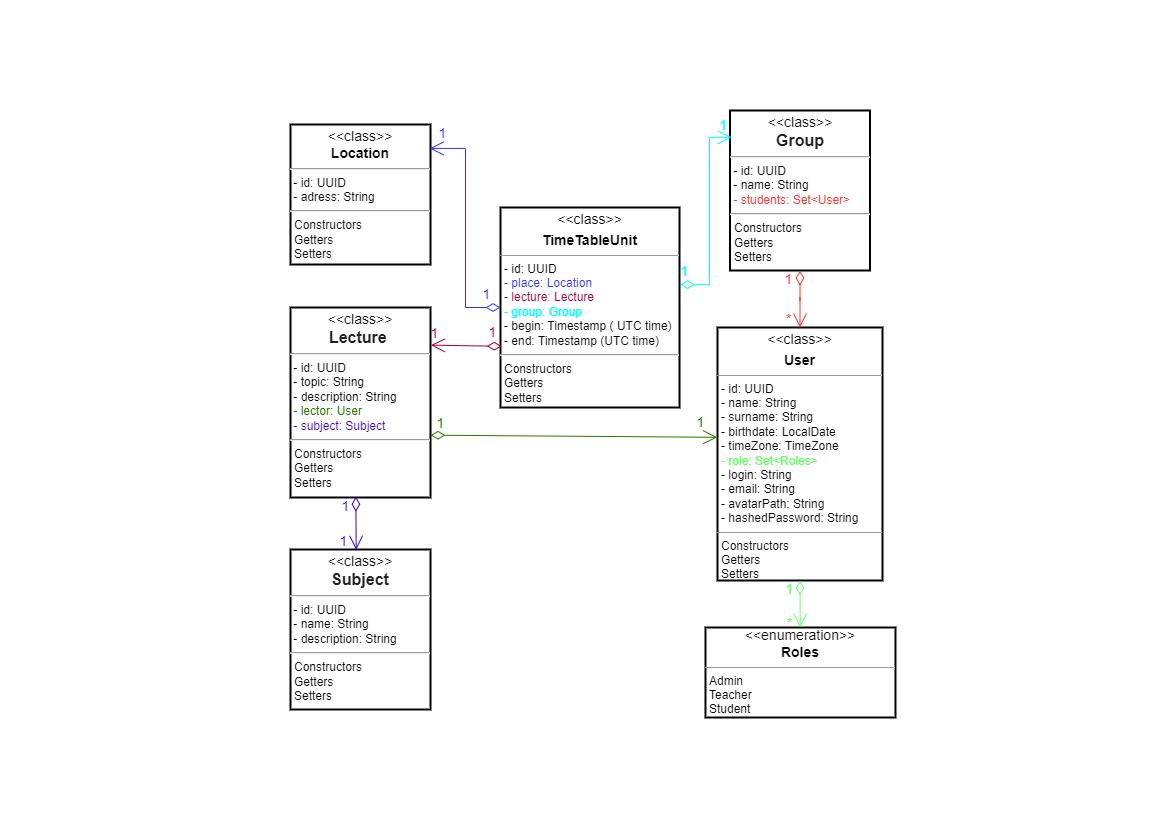 <<class>>
Location
- id: UUID
- adress: String
Constructors
Getters
Setters
1
1
<<class>>
TimeTableUnit
- id: UUID
- place: Location
- lecture: Lecture
- group: Group
- begin: Timestamp ( UTC time)
- end: Timestamp (UTC time)
Constructors
Getters
Setters
1
1
<<class>>
Group
- id: UUID
- name: String
- students: Set<User>
Constructors
Getters
Setters
1
*
1
1
<<class>>
Lecture
- id: UUID
- topic: String
- description: String
- lector: User
- subject: Subject
Constructors
Getters
Setters
1
1
<<class>>
User
- id: UUID
- name: String
- surname: String
- birthdate: LocalDate
- timeZone: TimeZone
- role: Set<Roles>
- login: String
- email: String
- avatarPath: String
- hashedPassword: String
Constructors
Getters
Setters
1
1
<<class>>
Subject
- id: UUID
- name: String
- description: String
Constructors
Getters
Setters
1
*
<<enumeration>>
Roles
Admin
Teacher
Student